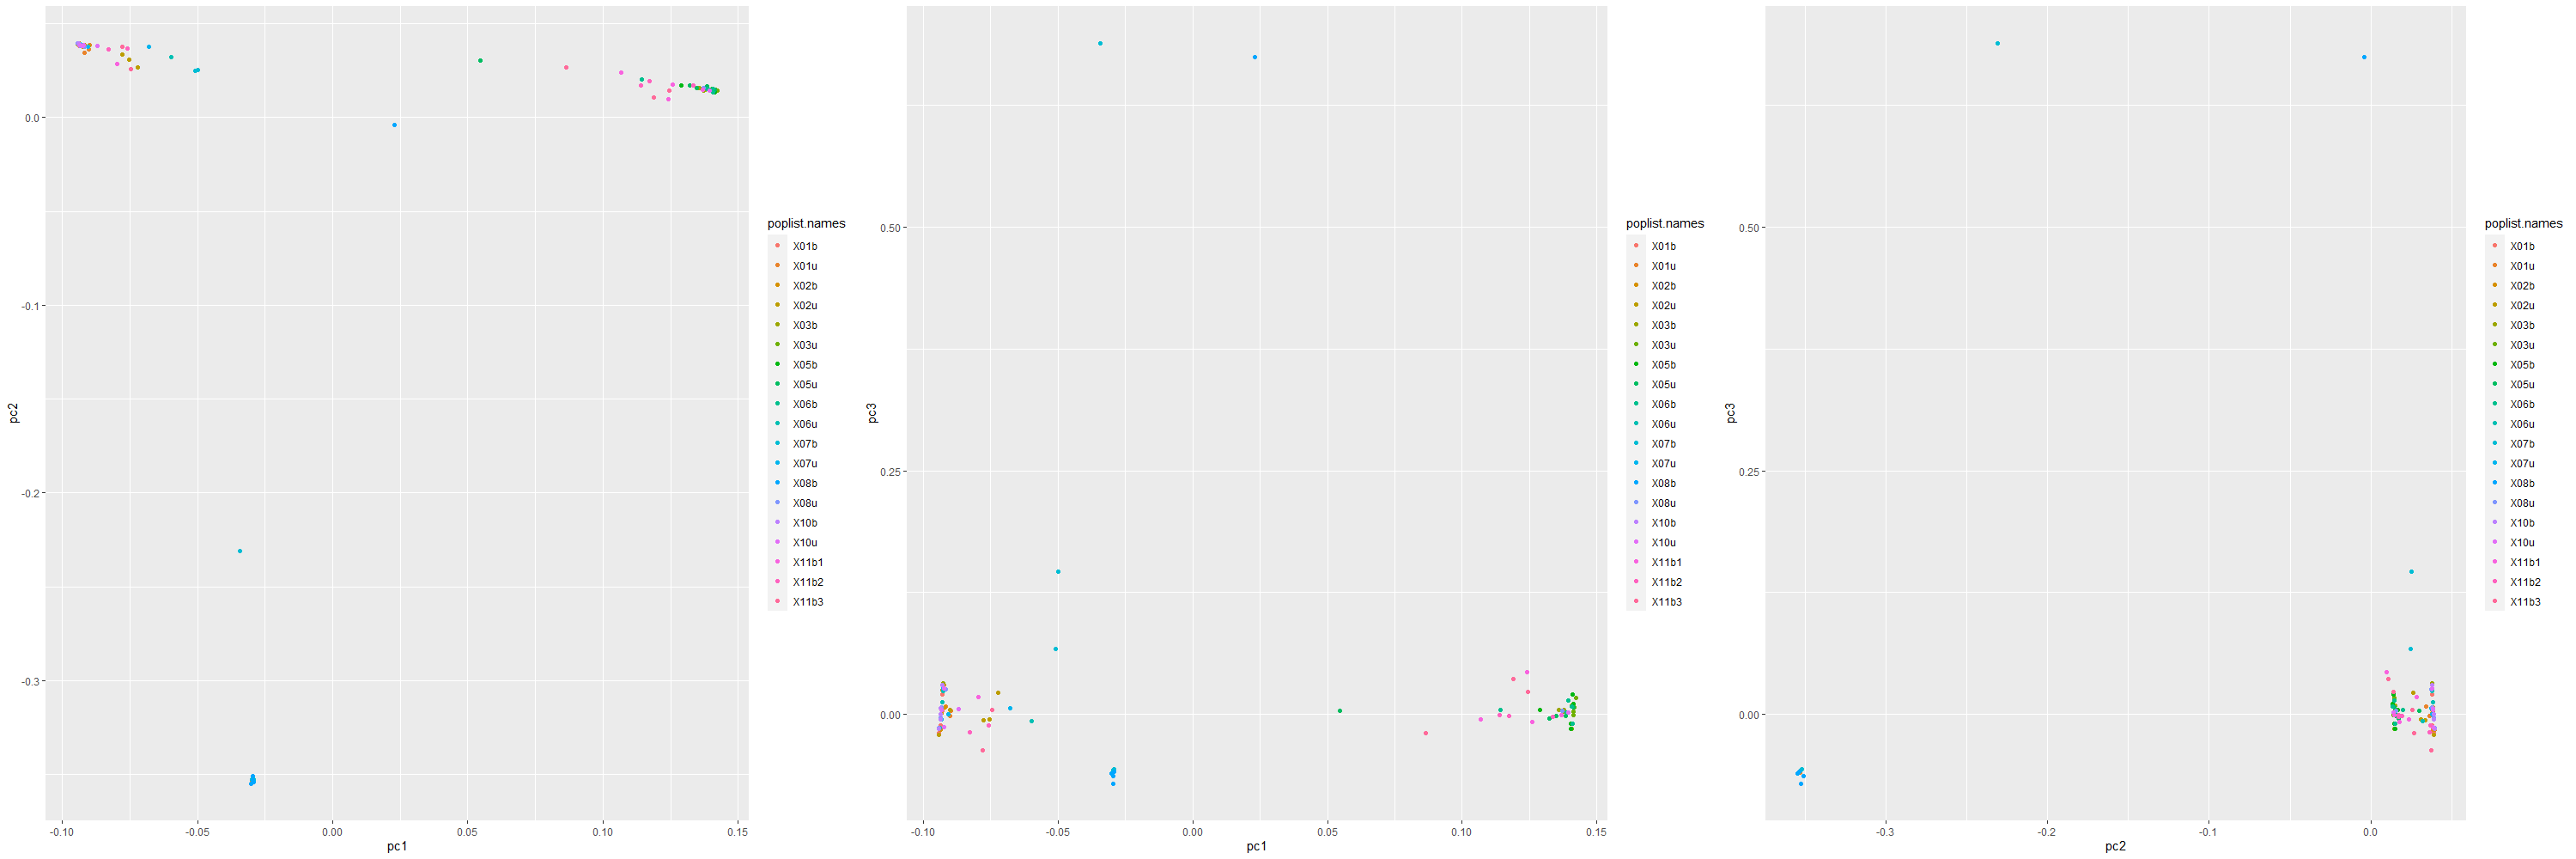 0.0
-0.1
-0.2
-0.3
pc2
-0.10
-0.05
0.00
0.05
0.10
0.15
pc1
poplist.names
X01b
X01u
X02b
X02u
X03b
X03u
X05b
X05u
X06b
X06u
X07b
X07u
X08b
X08u
X10b
X10u
X11b1
X11b2
X11b3
0.50
0.25
0.00
pc3
-0.10
-0.05
0.00
0.05
0.10
0.15
pc1
poplist.names
X01b
X01u
X02b
X02u
X03b
X03u
X05b
X05u
X06b
X06u
X07b
X07u
X08b
X08u
X10b
X10u
X11b1
X11b2
X11b3
0.50
0.25
0.00
pc3
-0.3
-0.2
-0.1
0.0
pc2
poplist.names
X01b
X01u
X02b
X02u
X03b
X03u
X05b
X05u
X06b
X06u
X07b
X07u
X08b
X08u
X10b
X10u
X11b1
X11b2
X11b3